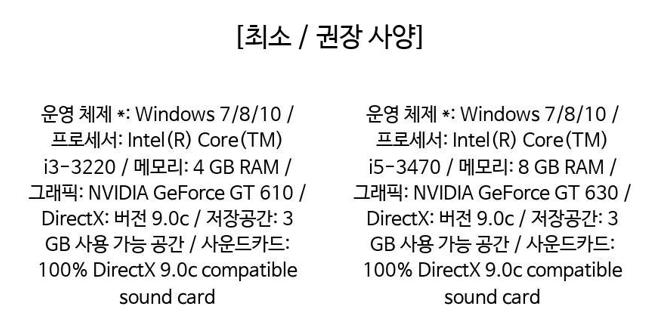 [최소 / 권장 사양]
운영 체제 *: Windows 7/8/10 /
프로세서: Intel(R) Core(TM)
i3-3220 / 메모리: 4 GB RAM /
그래픽: NVIDIA GeForce GT 610 /
DirectX: 버전 9.0c / 저장공간: 3
GB 사용 가능 공간 / 사운드카드:
100% DirectX 9.0c compatible
sound card
운영 체제 *: Windows 7/8/10 /
프로세서: Intel(R) Core(TM)
i5-3470 / 메모리: 8 GB RAM /
그래픽: NVIDIA GeForce GT 630 /
DirectX: 버전 9.0c / 저장공간: 3
GB 사용 가능 공간 / 사운드카드:
100% DirectX 9.0c compatible
sound card